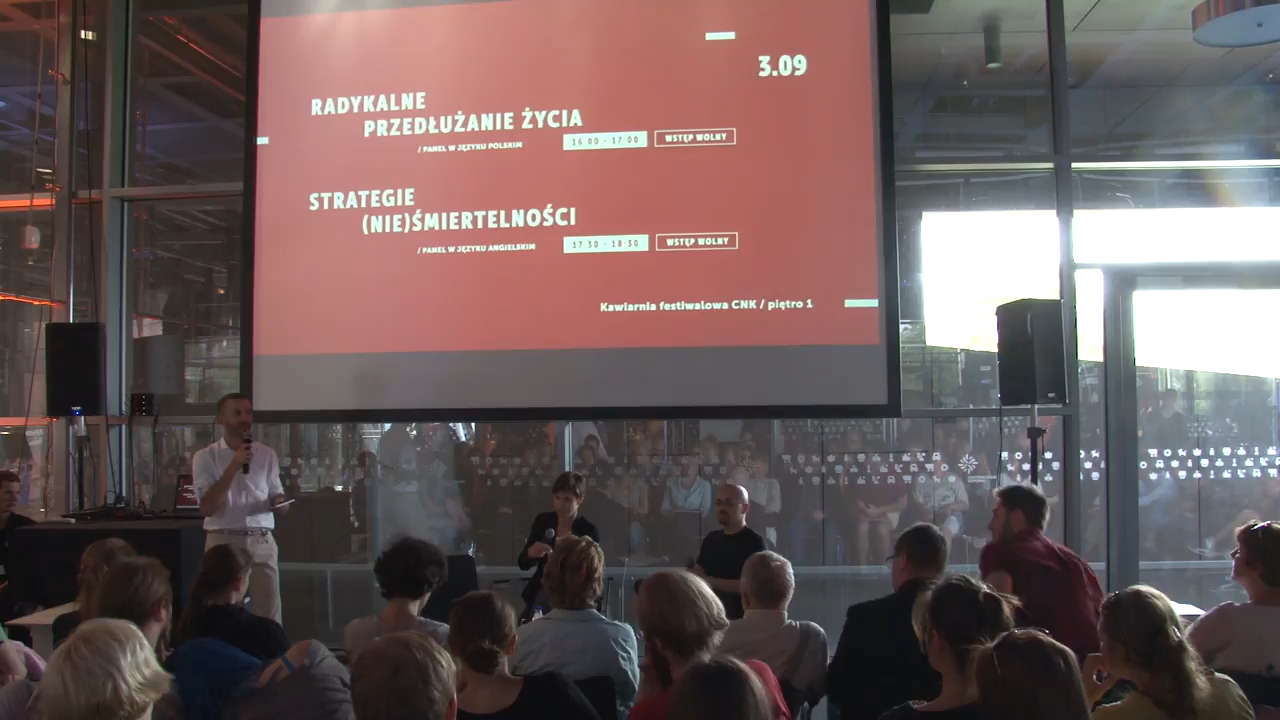 3.09
RADYKALNE
PRZEDŁUŻANIE ŻYCIA
/ PANEL W JĘZYKU POLSKIM
16:00 - 17:00
WSTĘP WOLNY
STRATEGIE
(NIE)ŚMIERTELNOŚCI
/ PANEL W JĘZYKU ANGIELSKIM
17:30 - 18:30
WSTĘP WOLNY
Kawiarnia festiwalowa CNK / piętro 1